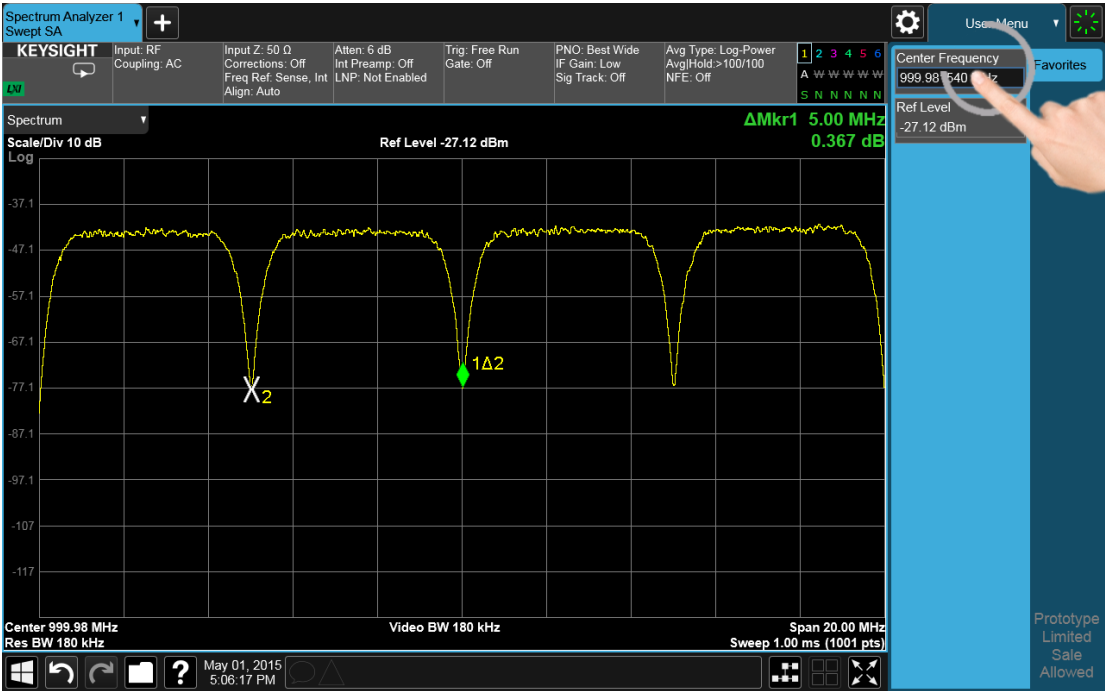 Spectrum Analyzer 1
Swept SA
User Menu
KEYSIGHT
LXI
Input: RF
Coupling: AC
Input Z: 50 Ω
Corrections: Off
Freq Ref: Sense, Int
Align: Auto
Atten: 6 dB
Int Preamp: Off
LNP: Not Enabled
Trig: Free Run
Gate: Off
PNO: Best Wide
IF Gain: Low
Sig Track: Off
Avg Type: Log-Power
Avg|Hold:>100/100
NFE: Off
1 2 3 4 5 6
A W W W W W
S N N N N N
Center Frequency
Favorites
Ref Level
-27.12 dBm
Spectrum
ΔMkr1 5.00 MHz
0.367 dB
Scale/Div 10 dB
Ref Level -27.12 dBm
Log
-37.1
-47.1
-57.1
-67.1
-77.1
-87.1
-97.1
-107
-117
1Δ2
X2
Center 999.98 MHz
Video BW 180 kHz
Span 20.00 MHz
Res BW 180 kHz
Sweep 1.00 ms (1001 pts)
Prototype
Limited
Sale
Allowed
?
May 01, 2015
5:06:17 PM